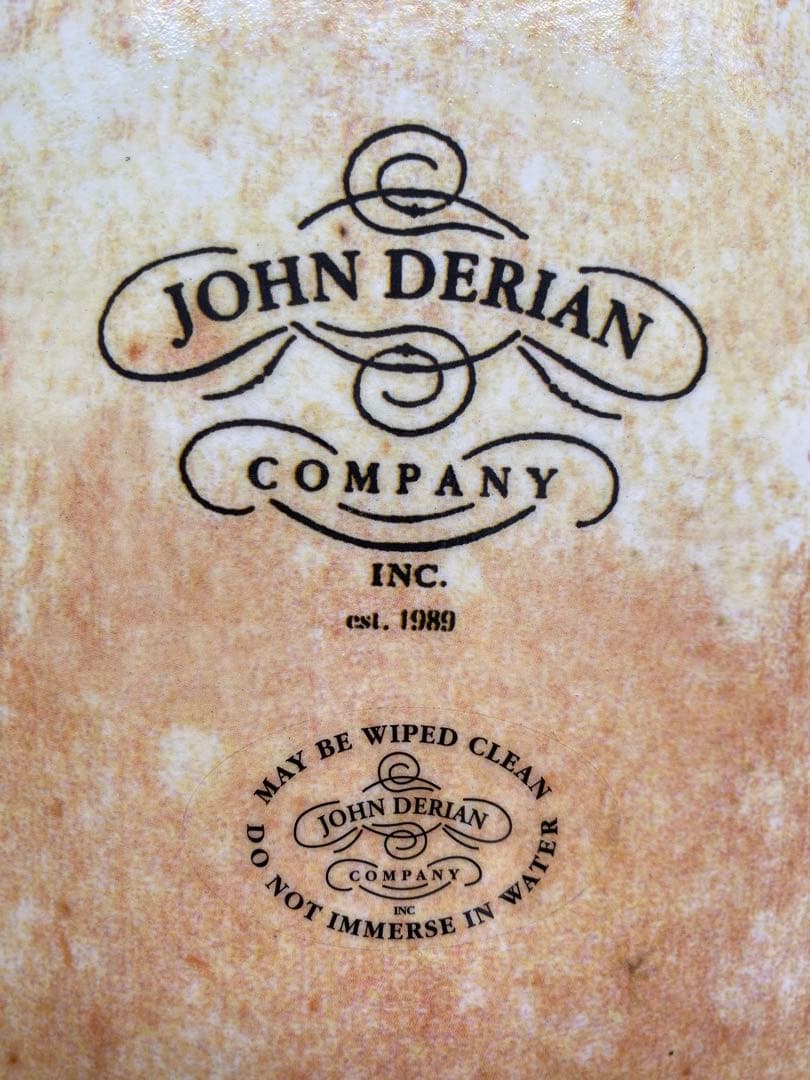 JOHN DERIAN
COMPANY
INC.
est. 1989
MAY BE WIPED CLEAN
JOHN DERIAN
COMPANY
INC
DO NOT IMMERSE IN WATER